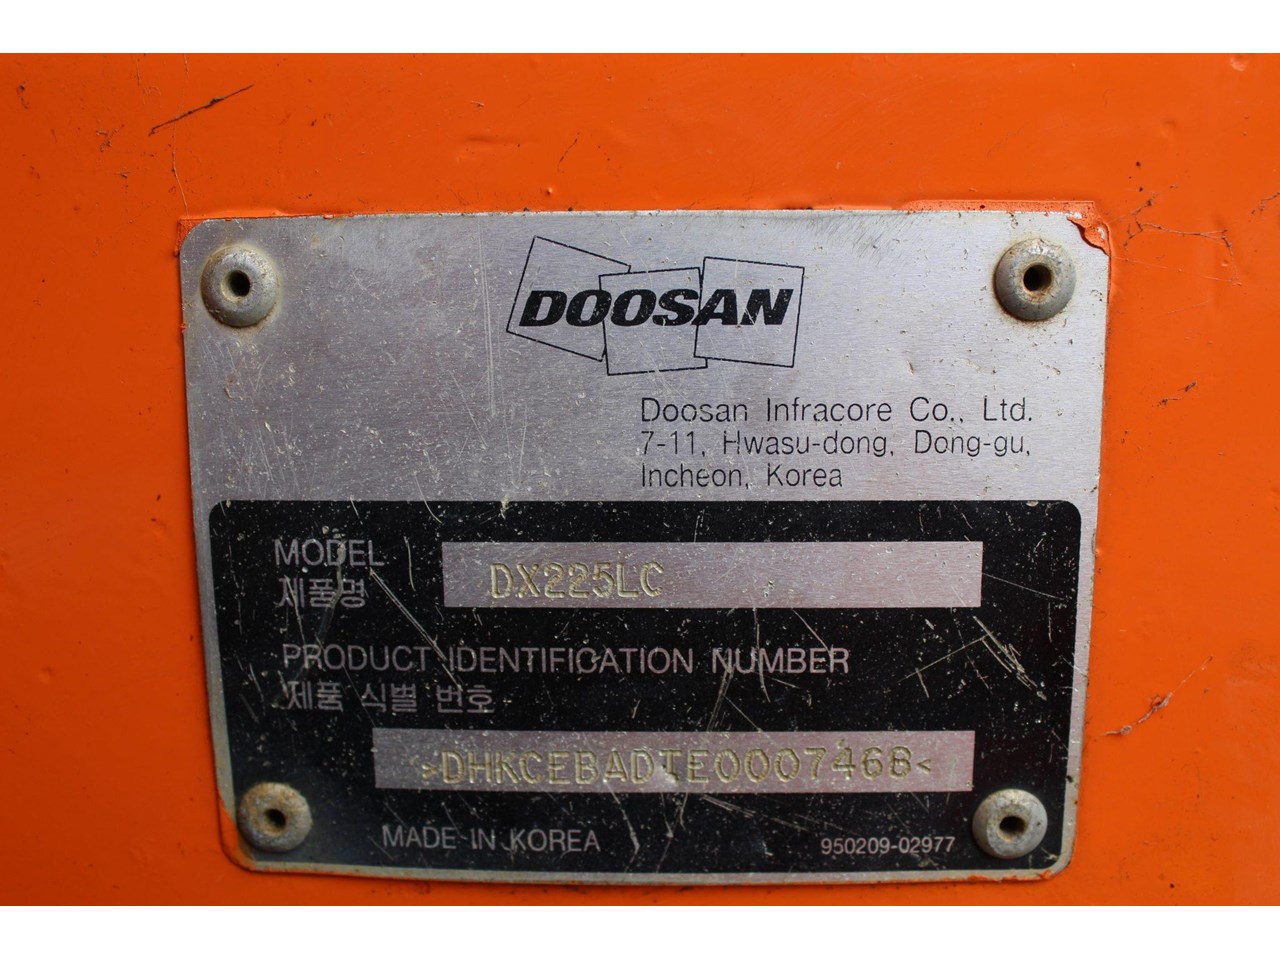 DOOSAN
Doosan Infracore Co., Ltd.
7-11, Hwasu-dong, Dong-gu,
Incheon, Korea
MODEL
제품명
DX225LC
PRODUCT IDENTIFICATION NUMBER
제품 식별 번호
>DHKCEBADTE0007468<
MADE IN KOREA
950209-02977